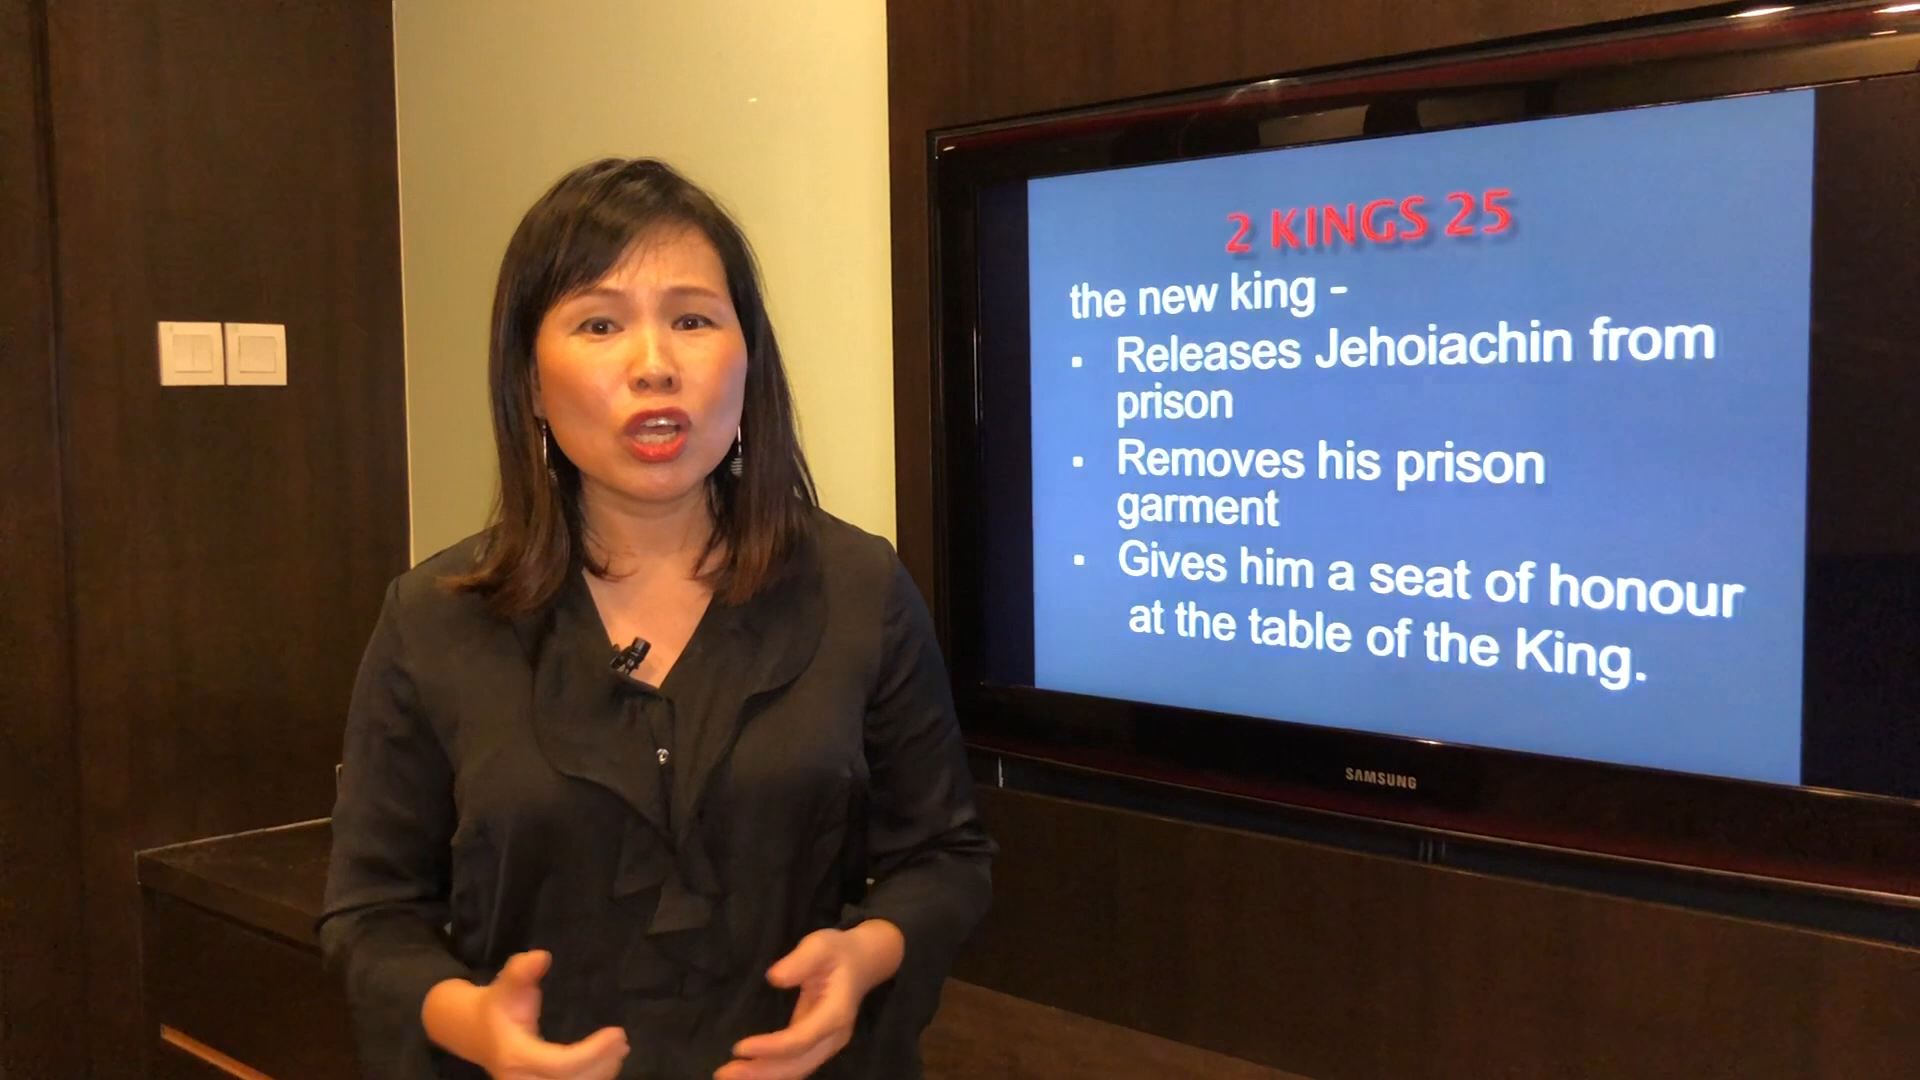 2 KINGS 25
the new king -
▪ Releases Jehoiachin from
prison
▪ Removes his prison
garment
▪ Gives him a seat of honour
at the table of the King.
SAMSUNG